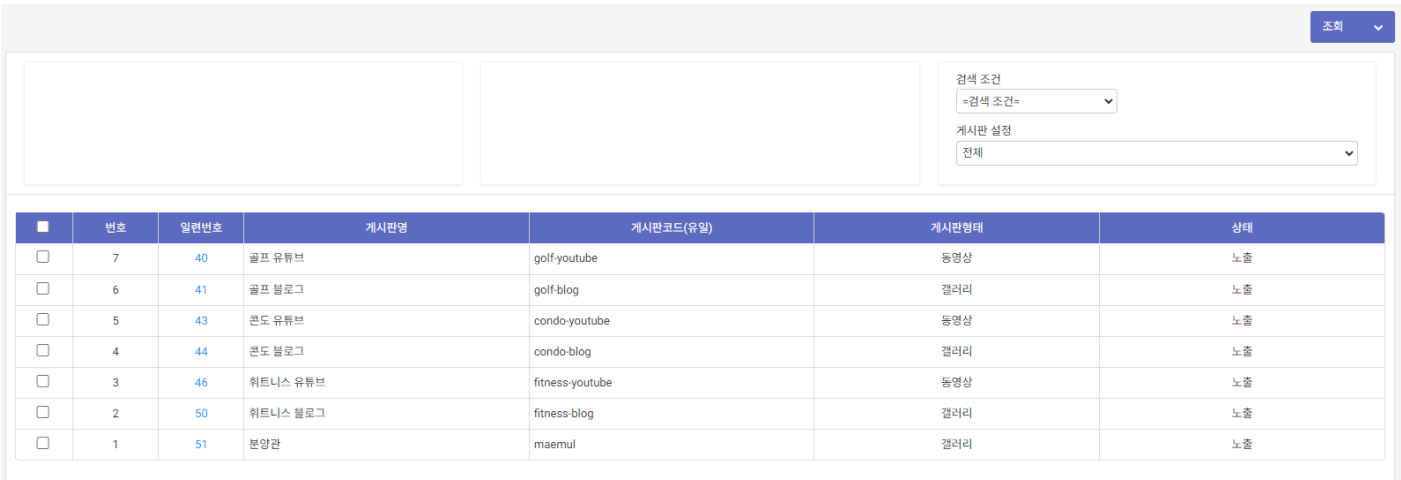 조회
검색 조건
=검색 조건=
게시판 설정
전체
번호 일련번호 게시판명 게시판코드(유일) 게시판형태 상태
7 40 골프 유튜브 golf-youtube 동영상 노출
6 41 골프 블로그 golf-blog 갤러리 노출
5 43 콘도 유튜브 condo-youtube 동영상 노출
4 44 콘도 블로그 condo-blog 갤러리 노출
3 46 휘트니스 유튜브 fitness-youtube 동영상 노출
2 50 휘트니스 블로그 fitness-blog 갤러리 노출
1 51 분양관 maemul 갤러리 노출